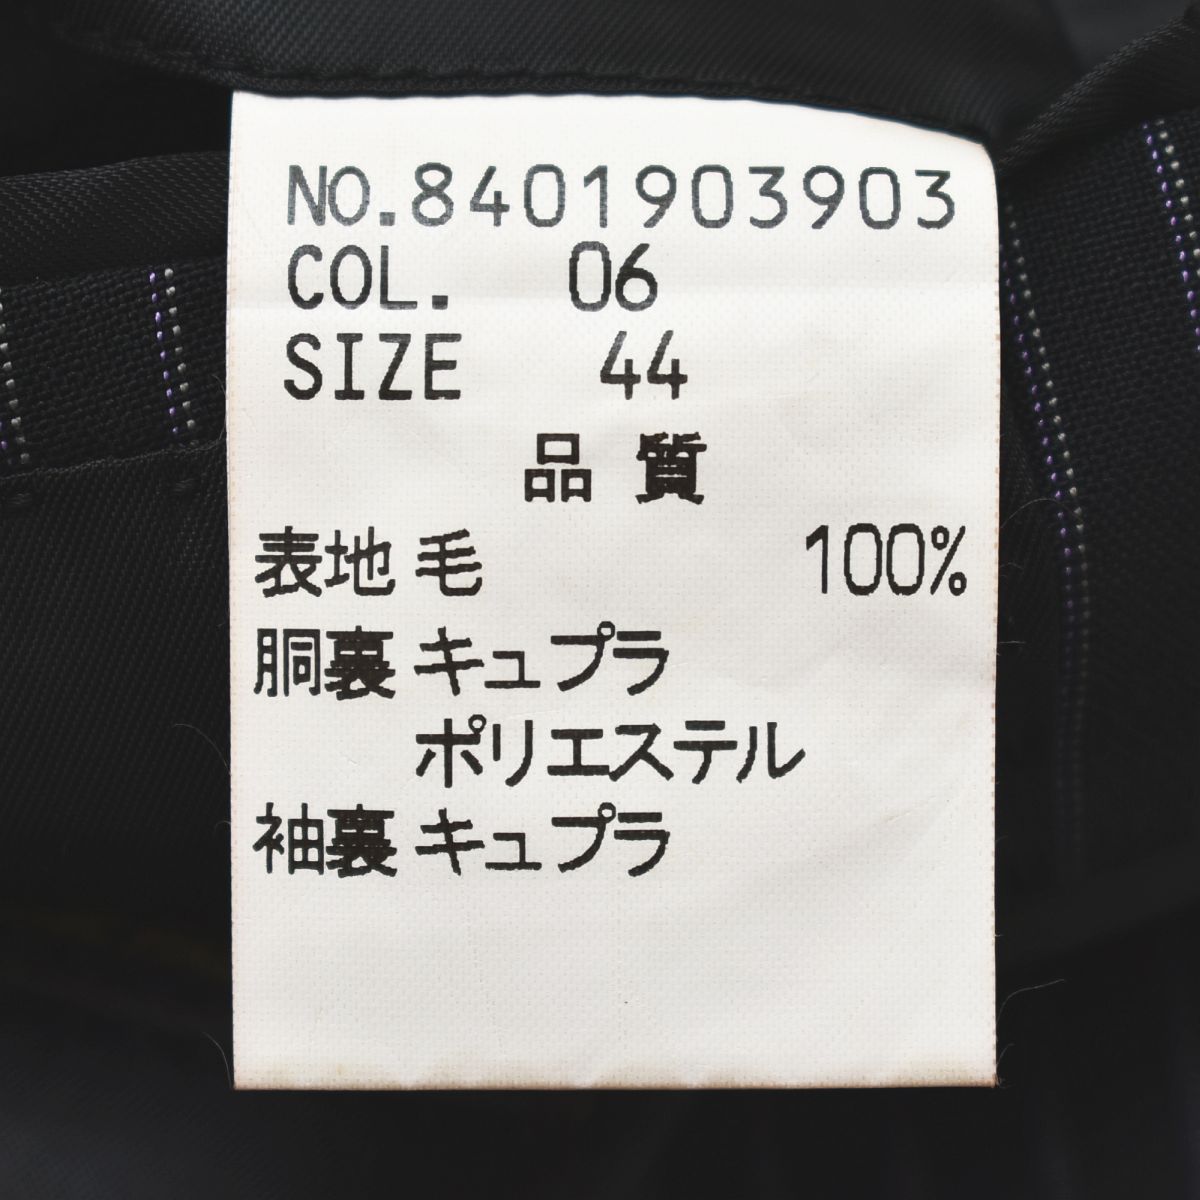 NO.8401903903
COL. 06
SIZE 44
品 質
表地 毛 100%
胴裏 キュプラ
ポリエステル
袖裏 キュプラ